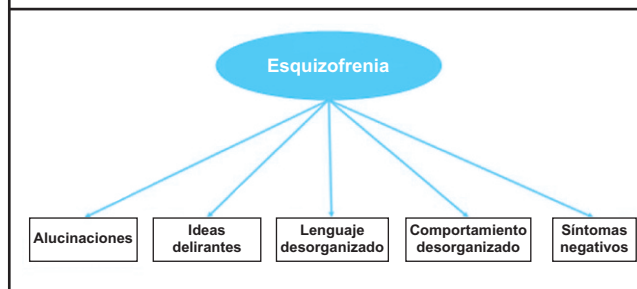 Esquizofrenia
Alucinaciones
Ideas
delirantes
Lenguaje
desorganizado
Comportamiento
desorganizado
Síntomas
negativos